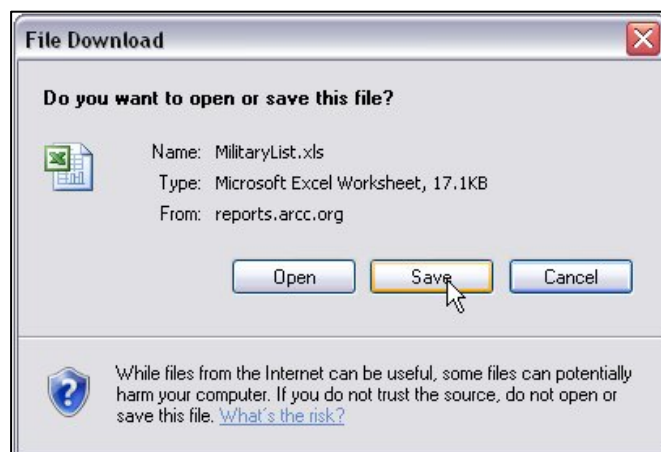 File Download
Do you want to open or save this file?
Name: MilitaryList.xls
Type: Microsoft Excel Worksheet, 17.1KB
From: reports.arcc.org
Open Save Cancel
While files from the Internet can be useful, some files can potentially
harm your computer. If you do not trust the source, do not open or
save this file. What's the risk?